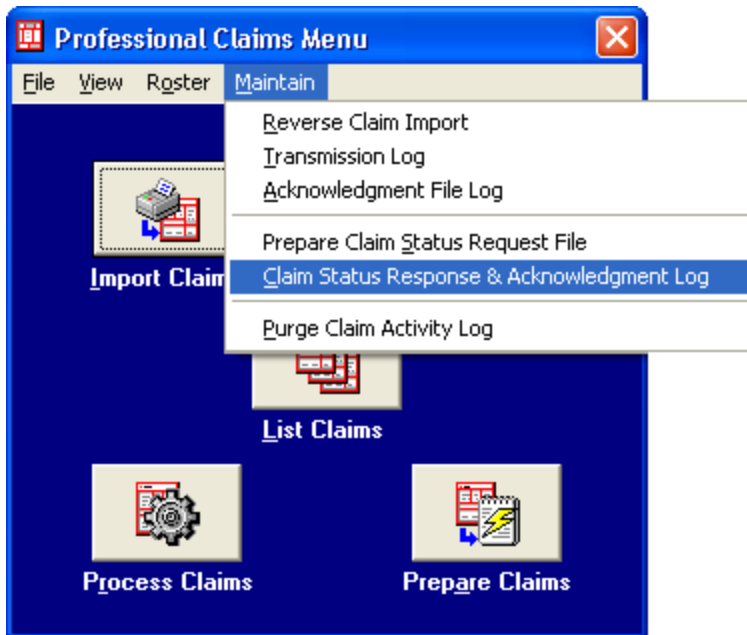 Professional Claims Menu
File View Roster Maintain
Reverse Claim Import
Transmission Log
Acknowledgment File Log
Prepare Claim Status Request File
Claim Status Response & Acknowledgment Log
Purge Claim Activity Log
Import Claim
List Claims
Process Claims Prepare Claims